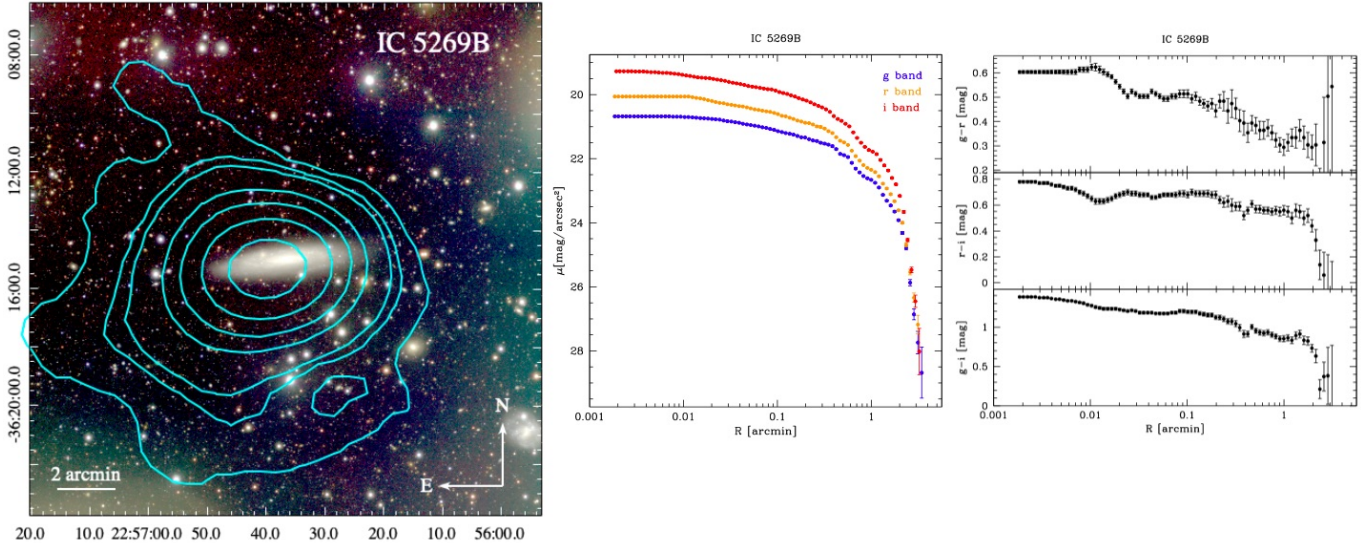 IC 5269B
08:00.0
12:00.0
16:00.0
-36:20:00.0
2 arcmin
N
E
20.0 10.0 22:57:00.0 50.0 40.0 30.0 20.0 10.0 56:00.0
IC 5269B
g band
r band
i band
20
22
24
26
28
μ[mag/arcsec²]
0.001 0.01 0.1 1
R [arcmin]
IC 5269B
0.6
0.5
0.4
0.3
0.2
g-r [mag]
0.8
0.6
0.4
0.2
0
r-i [mag]
1
0.5
0
g-i [mag]
0.001 0.01 0.1 1
R [arcmin]